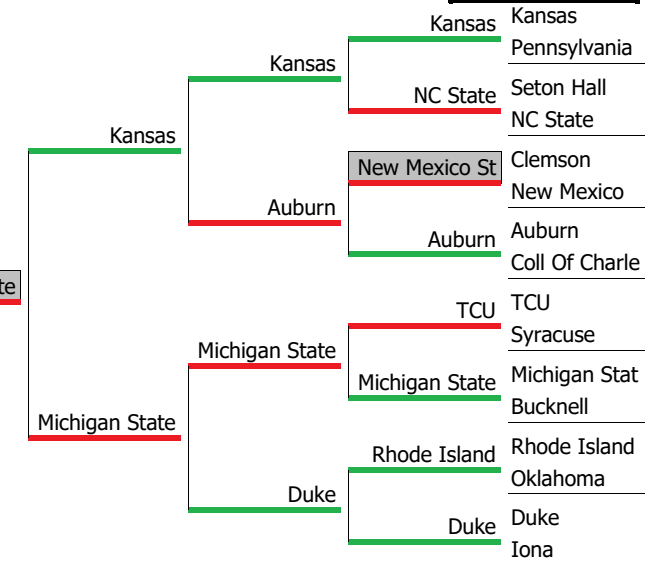 Kansas
Kansas
Pennsylvania
Kansas
NC State
Seton Hall
NC State
Kansas
New Mexico St
Clemson
New Mexico
Auburn
Auburn
Auburn
Coll Of Charle
te
TCU
TCU
Syracuse
Michigan State
Michigan State
Michigan Stat
Bucknell
Michigan State
Rhode Island
Rhode Island
Oklahoma
Duke
Duke
Duke
Iona